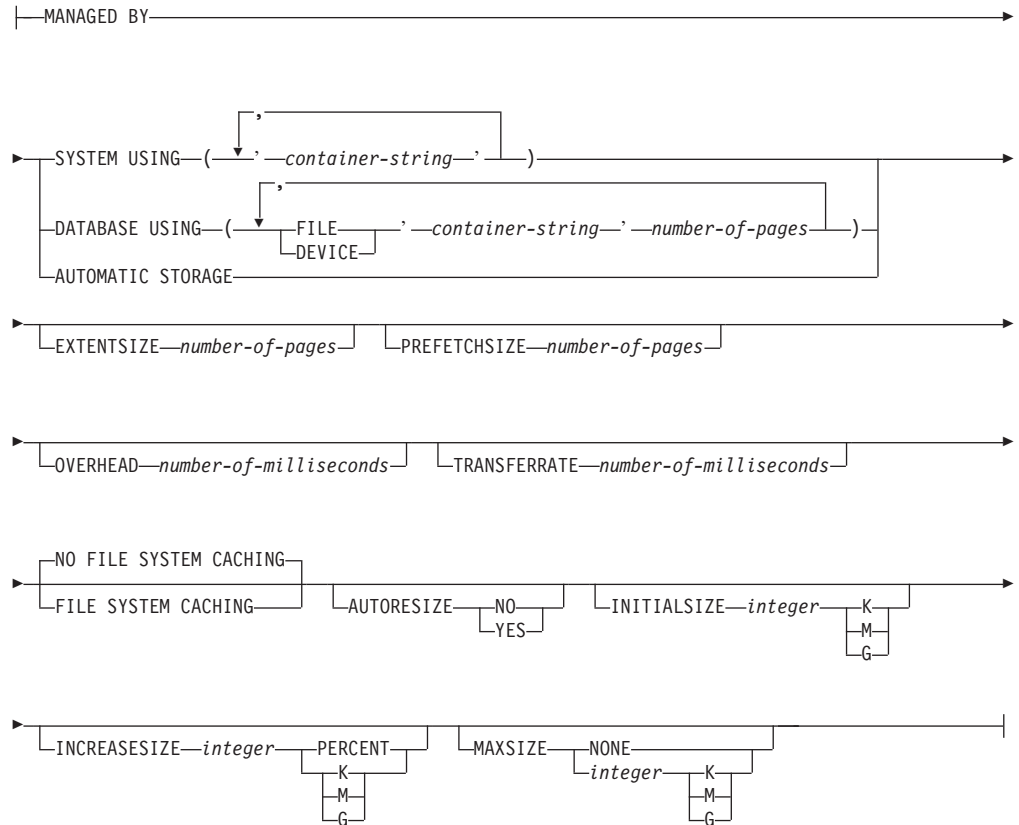 MANAGED BY
,
SYSTEM USING ( ' container-string ' )
,
DATABASE USING ( FILE ' container-string ' number-of-pages )
DEVICE
AUTOMATIC STORAGE
EXTENTSIZE number-of-pages PREFETCHSIZE number-of-pages
OVERHEAD number-of-milliseconds TRANSFERRATE number-of-milliseconds
NO FILE SYSTEM CACHING
FILE SYSTEM CACHING AUTORESIZE NO INITIALSIZE integer K
YES M
G
INCREASESIZE integer PERCENT MAXSIZE NONE
K integer K
M M
G G